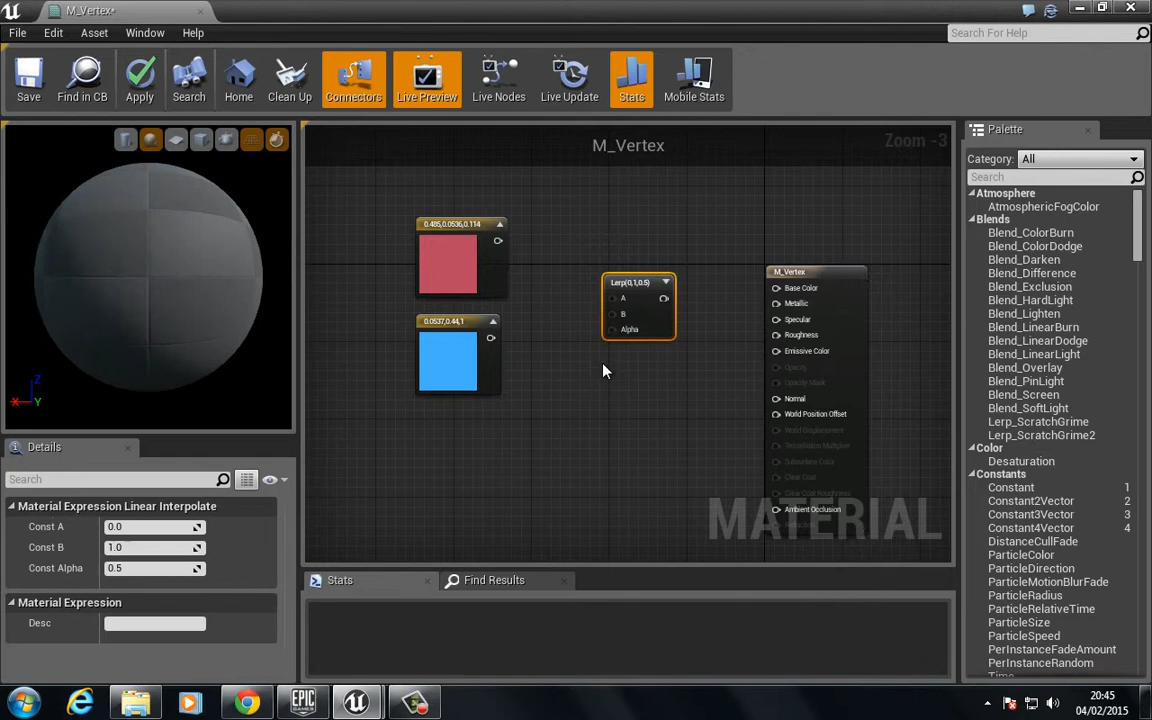 M_Vertex*
File Edit Asset Window Help
Search For Help
Save Find in CB Apply Search Home Clean Up Connectors Live Preview Live Nodes Live Update Stats Mobile Stats
M_Vertex
Zoom -3
0.485,0.0536,0.114
0.0537,0.44,1
Lerp(0,1,0.5)
A
B
Alpha
M_Vertex
Base Color
Metallic
Specular
Roughness
Emissive Color
Opacity
Opacity Mask
Normal
World Position Offset
World Displacement
Tessellation Multiplier
Subsurface Color
Clear Coat
Clear Coat Roughness
Ambient Occlusion
Refraction
MATERIAL
Z
X
Y
Details
Search
Material Expression Linear Interpolate
Const A 0.0
Const B 1.0
Const Alpha 0.5
Material Expression
Desc
Stats
Find Results
Palette
Category: All
Search
Atmosphere
AtmosphericFogColor
Blends
Blend_ColorBurn
Blend_ColorDodge
Blend_Darken
Blend_Difference
Blend_Exclusion
Blend_HardLight
Blend_Lighten
Blend_LinearBurn
Blend_LinearDodge
Blend_LinearLight
Blend_Overlay
Blend_PinLight
Blend_Screen
Blend_SoftLight
Lerp_ScratchGrime
Lerp_ScratchGrime2
Color
Desaturation
Constants
Constant 1
Constant2Vector 2
Constant3Vector 3
Constant4Vector 4
DistanceCullFade
ParticleColor
ParticleDirection
ParticleMotionBlurFade
ParticleRadius
ParticleRelativeTime
ParticleSize
ParticleSpeed
PerInstanceFadeAmount
PerInstanceRandom
Time
EPIC
GAMES
20:45
04/02/2015